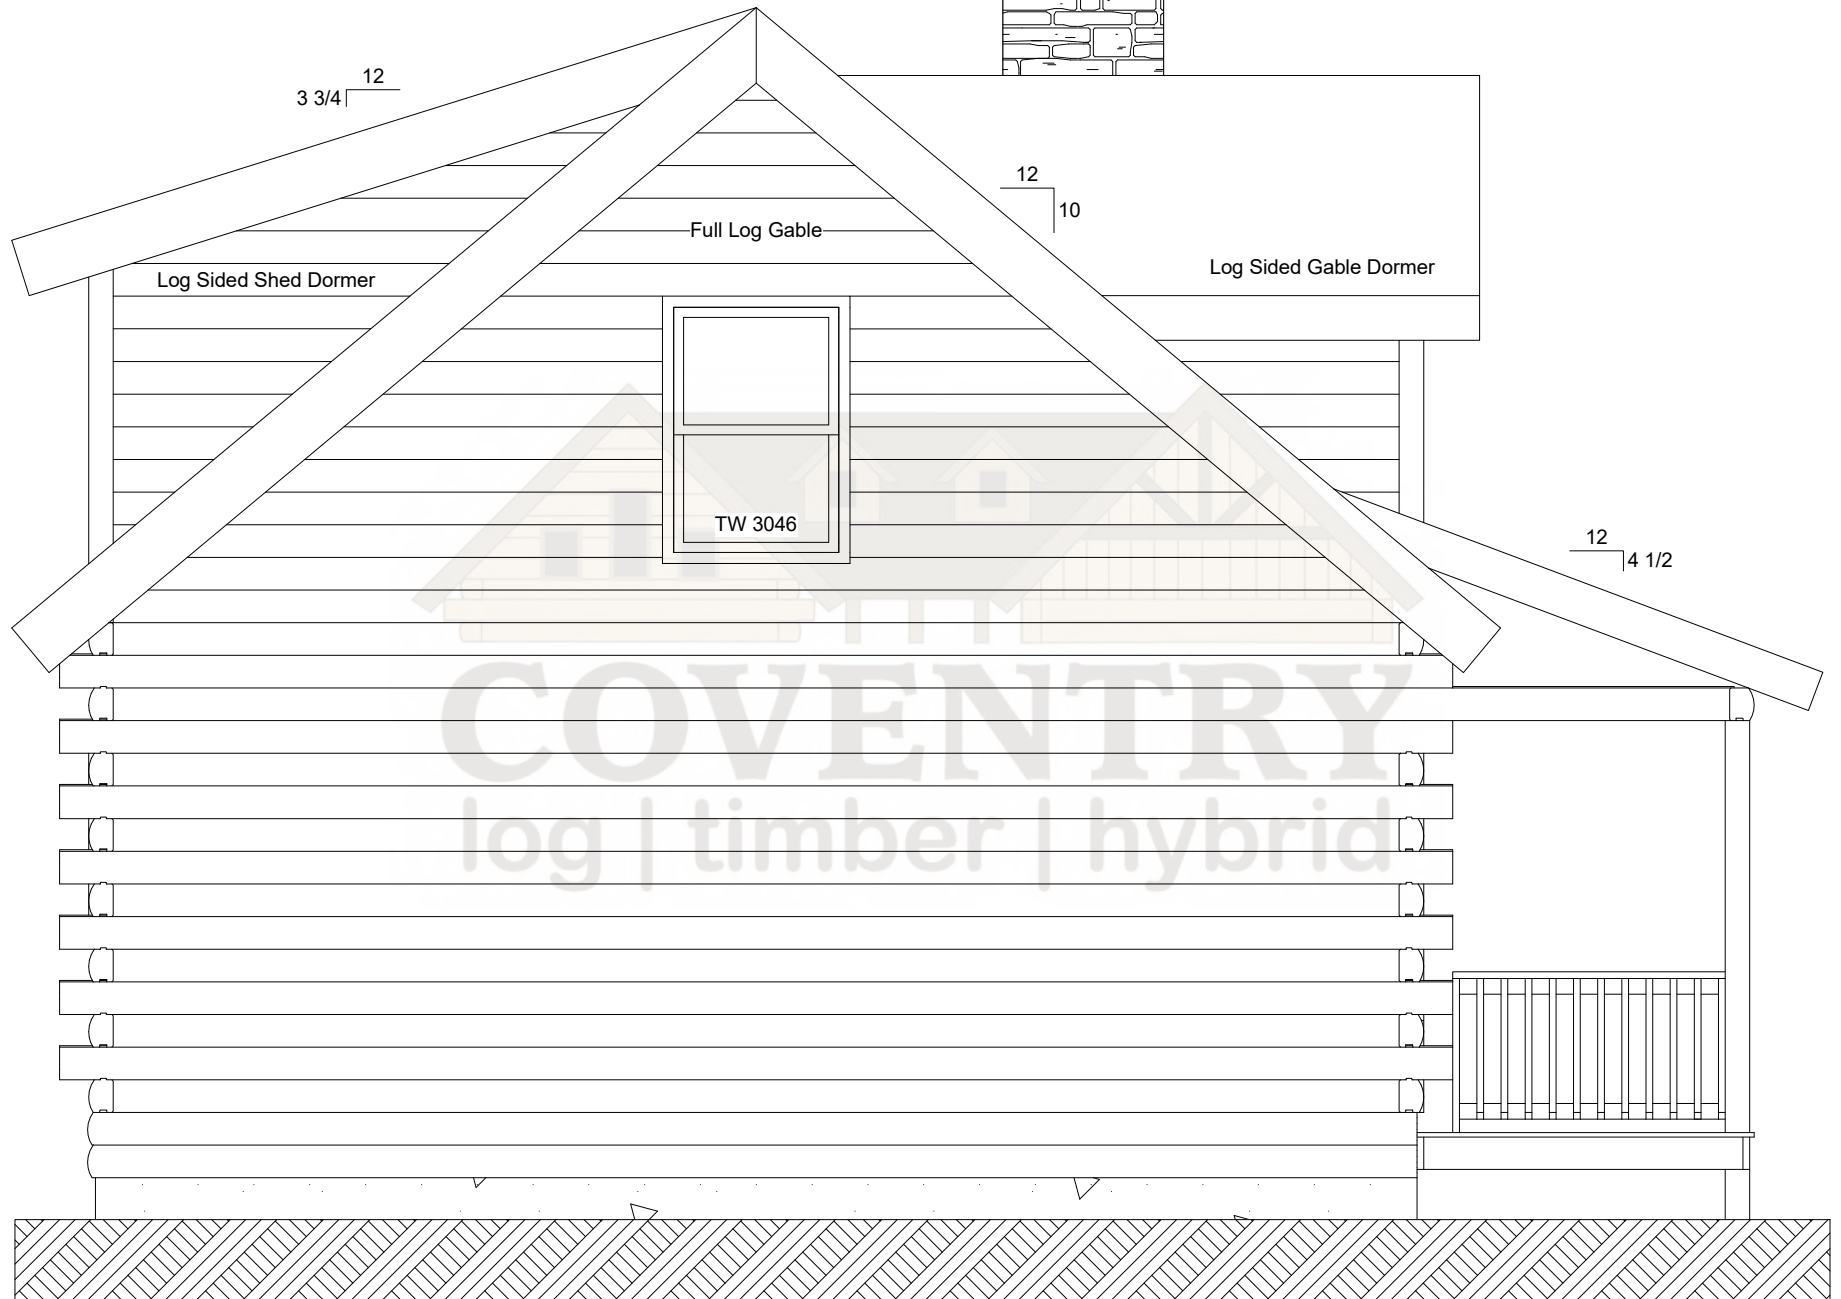 12
3 3/4
12
10
Full Log Gable
Log Sided Gable Dormer
Log Sided Shed Dormer
TW 3046
12
4 1/2
COVENTRY
log | timber | hybrid